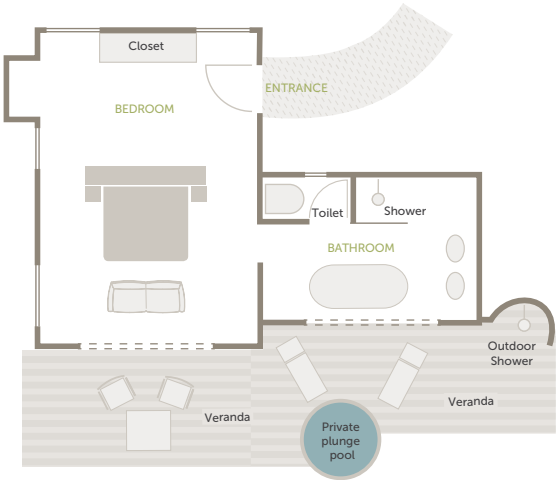 Closet
ENTRANCE
BEDROOM
Toilet
Shower
BATHROOM
Outdoor
Shower
Veranda
Veranda
Private
plunge
pool